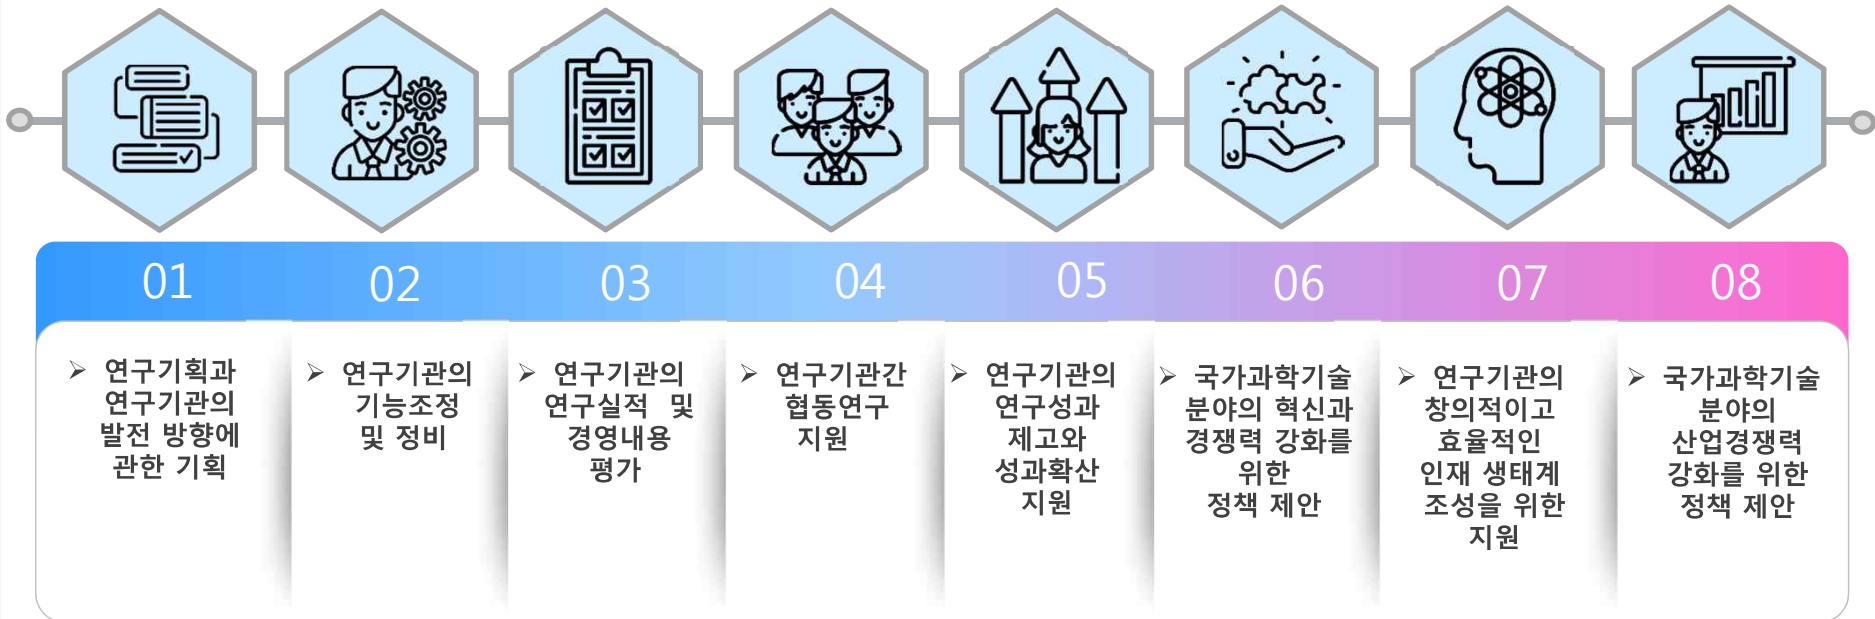 01
02
03
04
05
06
07
08
➢ 연구기획과
연구기관의
발전 방향에
관한 기획
➢ 연구기관의
기능조정
및 정비
➢ 연구기관의
연구실적 및
경영내용
평가
➢ 연구기관간
협동연구
지원
➢ 연구기관의
연구성과
제고와
성과확산
지원
➢ 국가과학기술
분야의 혁신과
경쟁력 강화를
위한
정책 제안
➢ 연구기관의
창의적이고
효율적인
인재 생태계
조성을 위한
지원
➢ 국가과학기술
분야의
산업경쟁력
강화를 위한
정책 제안